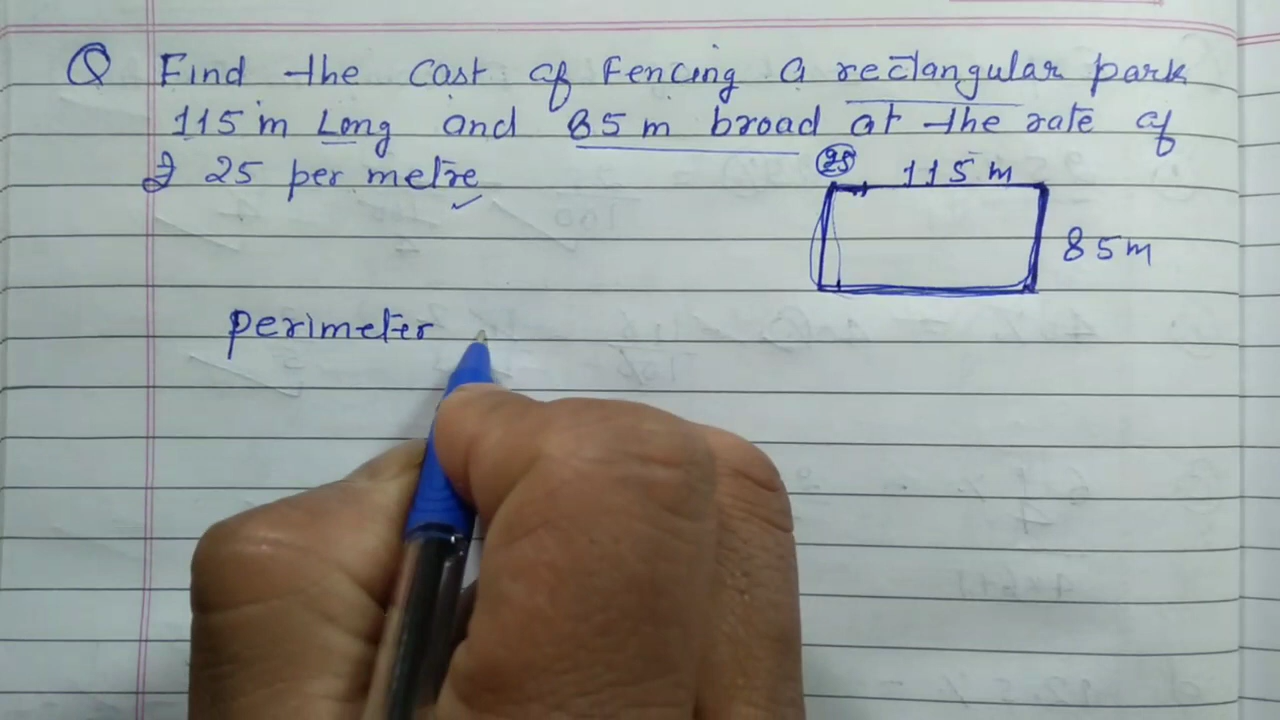 Q Find the cost of Fencing a rectangular park
115 m Long and 85 m broad at the rate of
₹ 25 per metre
25
115 m
85 m
perimeter